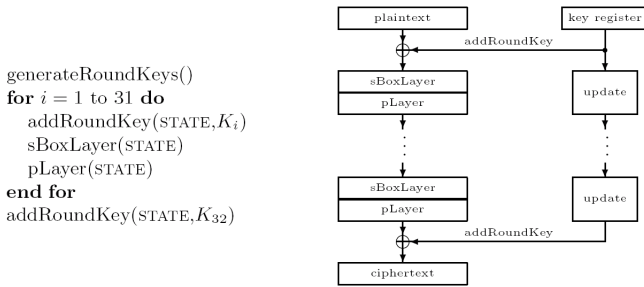 generateRoundKeys()
for i = 1 to 31 do
addRoundKey(STATE,K_i)
sBoxLayer(STATE)
pLayer(STATE)
end for
addRoundKey(STATE,K_32)
plaintext
key register
addRoundKey
sBoxLayer
pLayer
update
sBoxLayer
pLayer
update
addRoundKey
ciphertext